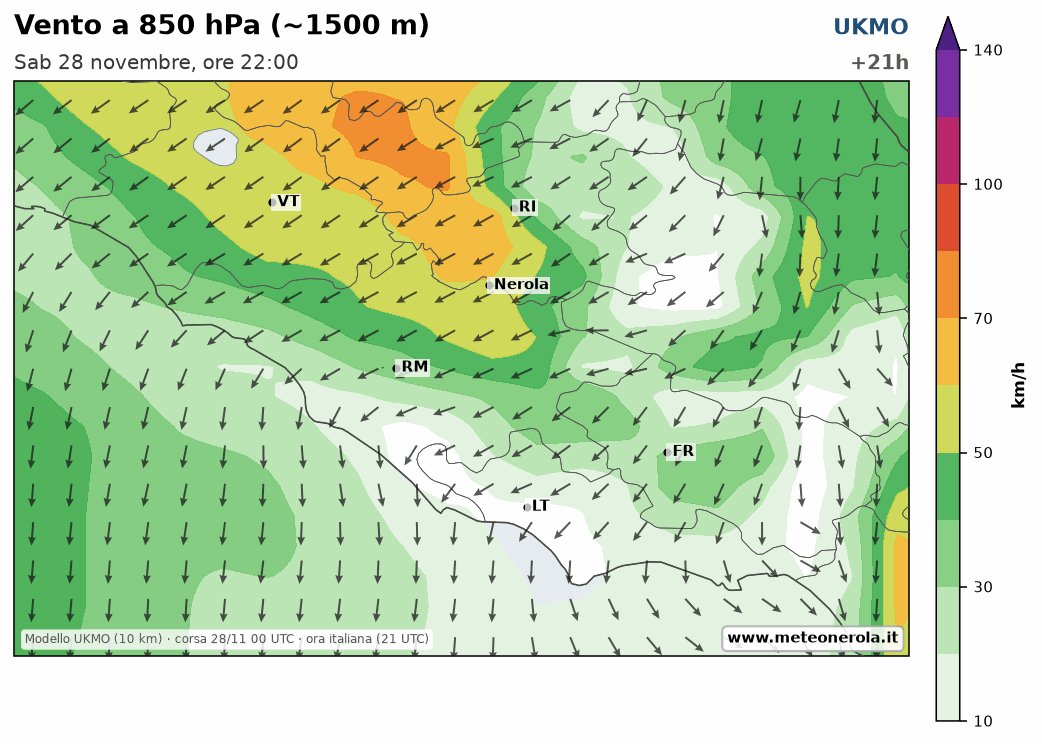 Vento a 850 hPa (~1500 m)
UKMO
Sab 28 novembre, ore 22:00
+21h
140
100
70
50
30
10
km/h
VT
RI
Nerola
RM
FR
LT
Modello UKMO (10 km) · corsa 28/11 00 UTC · ora italiana (21 UTC)
www.meteonerola.it